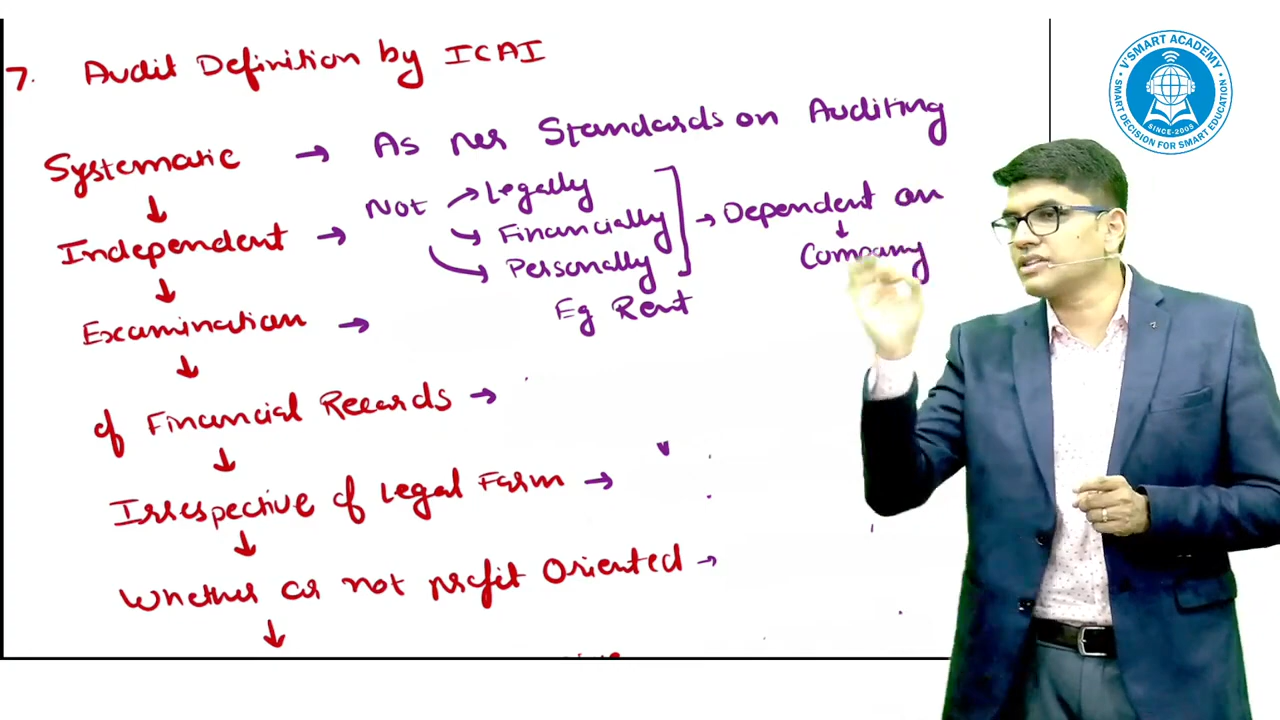 7. Audit Definition by ICAI
Systematic → As per Standards on Auditing
↓
Independent → Not → Legally
→ Financially
→ Personally
→ Dependent on
↓
Company
Eg Rent
↓
Examination →
↓
of Financial Records →
↓
Irrespective of Legal Form →
↓
Whether or not profit Oriented →
↓
V'SMART ACADEMY
SINCE-2005
SMART DECISION FOR SMART EDUCATION